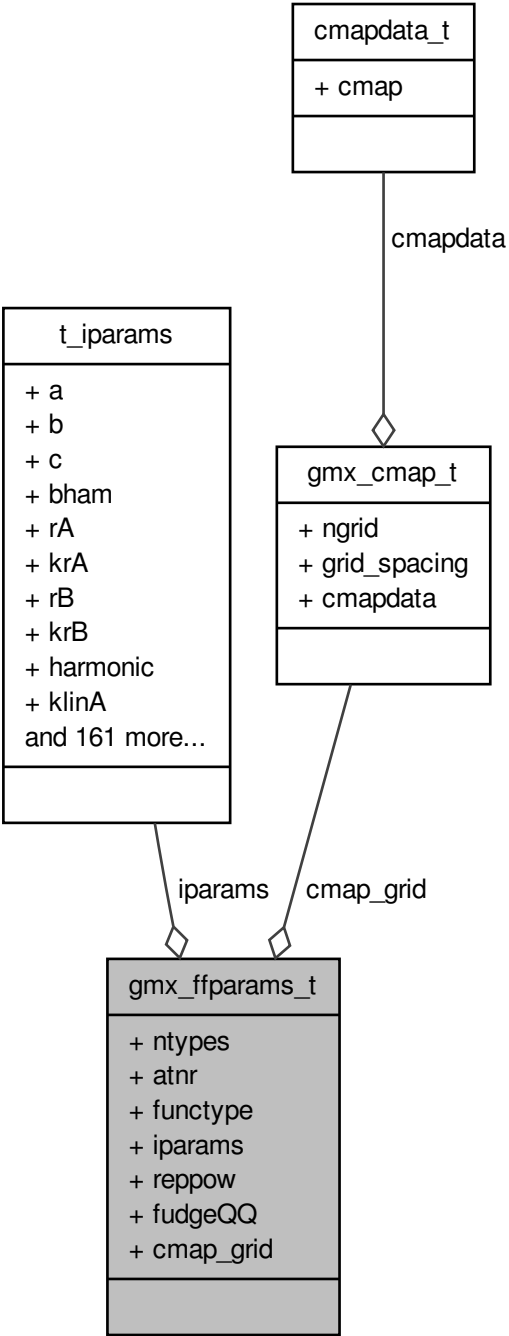 cmapdata_t
+ cmap
cmapdata
t_iparams
+ a
+ b
+ c
+ bham
+ rA
+ krA
+ rB
+ krB
+ harmonic
+ klinA
and 161 more...
gmx_cmap_t
+ ngrid
+ grid_spacing
+ cmapdata
iparams
cmap_grid
gmx_ffparams_t
+ ntypes
+ atnr
+ functype
+ iparams
+ reppow
+ fudgeQQ
+ cmap_grid